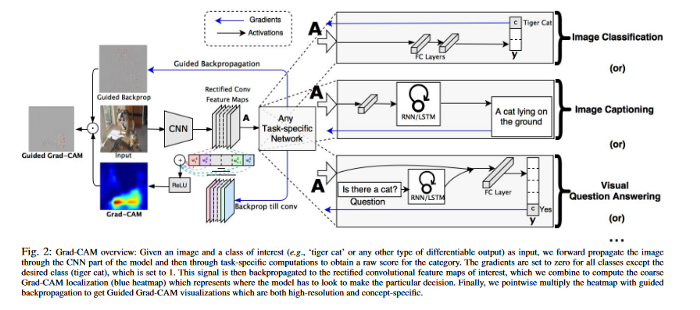 Gradients
Activations
Guided Backpropagation
Rectified Conv
Feature Maps
Guided Backprop
A
CNN
Any
Task-specific
Network
Guided Grad-CAM
Input
+
ReLU
Grad-CAM
Backprop till conv
A
FC Layers
c
Tiger Cat
y
Image Classification
(or)
A
RNN/LSTM
A cat lying on
the ground
Image Captioning
(or)
A
Is there a cat?
Question
RNN/LSTM
FC Layer
c
Yes
y
Visual
Question Answering
(or)
...
Fig. 2: Grad-CAM overview: Given an image and a class of interest (e.g., ‘tiger cat’ or any other type of differentiable output) as input, we forward propagate the image
through the CNN part of the model and then through task-specific computations to obtain a raw score for the category. The gradients are set to zero for all classes except the
desired class (tiger cat), which is set to 1. This signal is then backpropagated to the rectified convolutional feature maps of interest, which we combine to compute the coarse
Grad-CAM localization (blue heatmap) which represents where the model has to look to make the particular decision. Finally, we pointwise multiply the heatmap with guided
backpropagation to get Guided Grad-CAM visualizations which are both high-resolution and concept-specific.